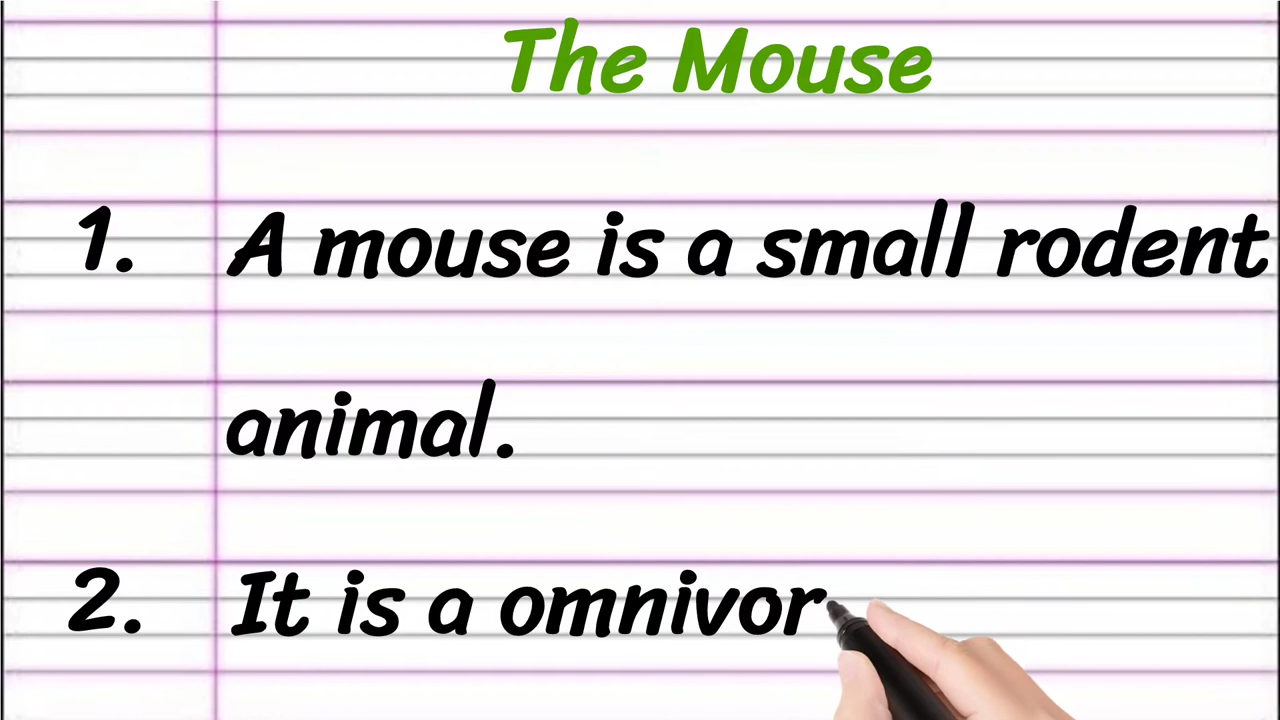 The Mouse
1. A mouse is a small rodent
animal.
2. It is a omnivor